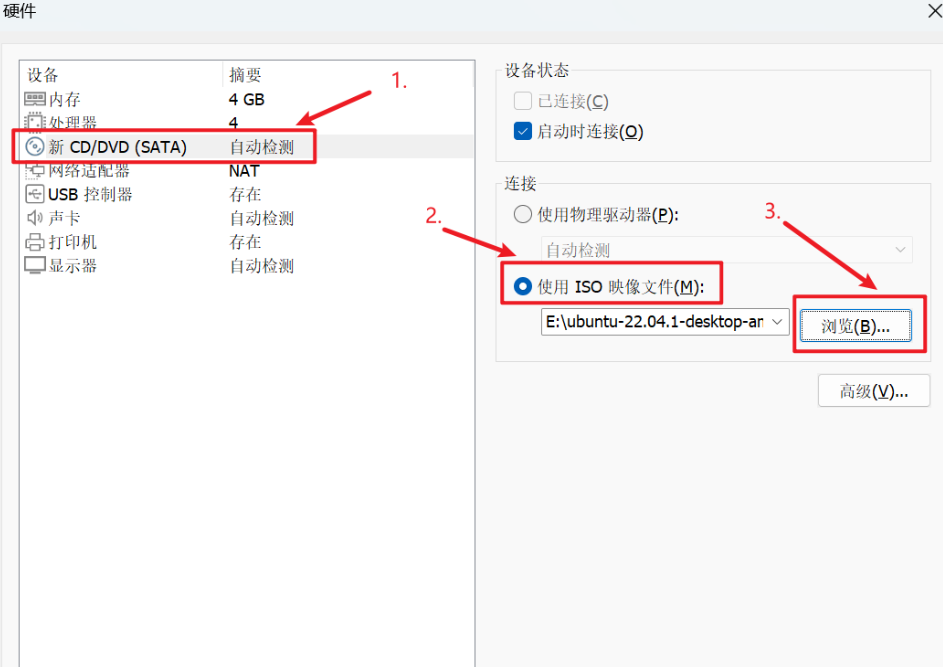 硬件
设备 摘要
内存 4 GB
处理器 4
新 CD/DVD (SATA) 自动检测
网络适配器 NAT
USB 控制器 存在
声卡 自动检测
打印机 存在
显示器 自动检测
1.
设备状态
已连接(C)
启动时连接(O)
连接
使用物理驱动器(P):
自动检测
2.
使用 ISO 映像文件(M):
E:\ubuntu-22.04.1-desktop-am
3.
浏览(B)...
高级(V)...